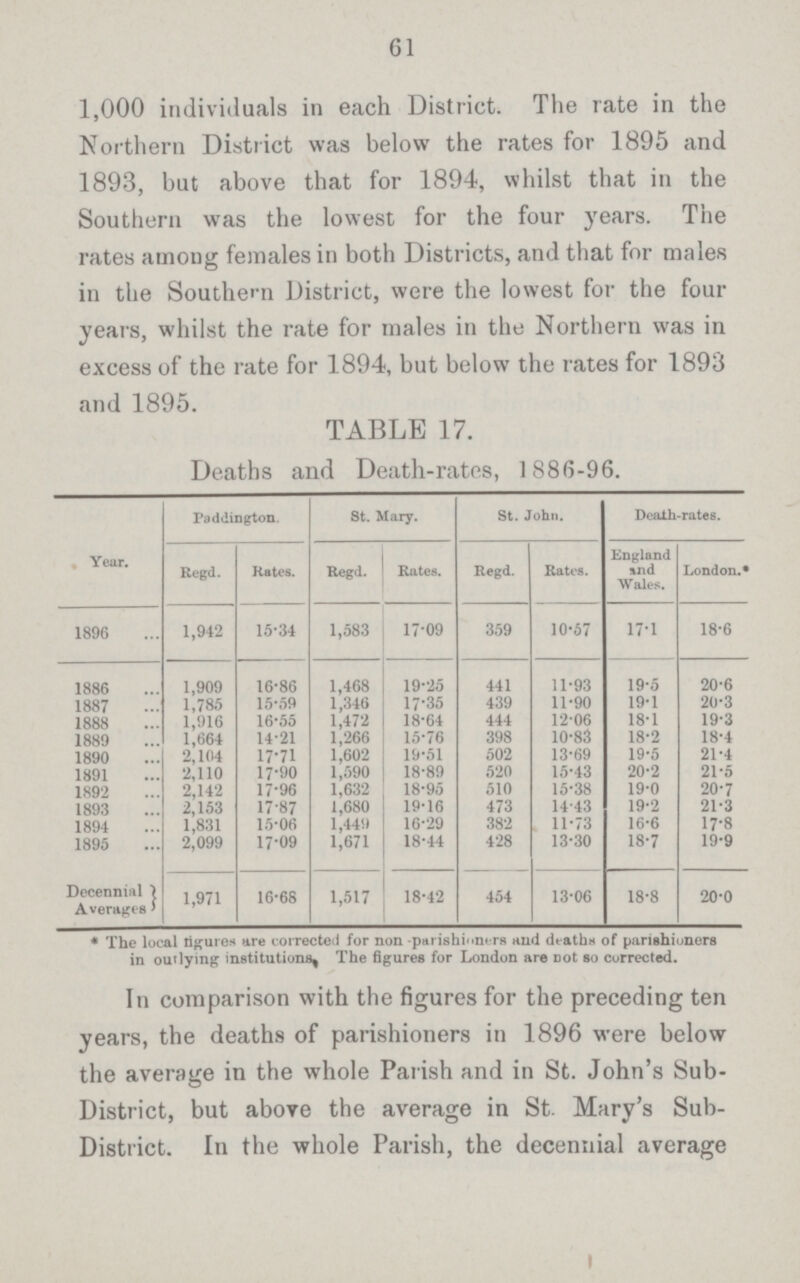 61
1,000 individuals in each District. The rate in the
Northern District was below the rates for 1895 and
1893, but above that for 1894, whilst that in the
Southern was the lowest for the four years. The
rates among females in both Districts, and that for males
in the Southern District, were the lowest for the four
years, whilst the rate for males in the Northern was in
excess of the rate for 1894, but below the rates for 1893
and 1895.
TABLE 17.
Deaths and Death-rates, 1886-96.
Year. Paddington. St. Mary. St. John. Death-rates.
Regd. Rates. Regd. Rates. Regd. Rates. England and Wales. London.*
1896 ... 1,942 15·34 1,583 17·09 359 10·57 17·1 18·6
1886 ... 1,909 16·86 1,468 19·25 441 11·93 19·5 20·6
1887 ... 1,785 15·59 1,346 17·35 439 11·90 19·1 20·3
1888 ... 1,916 16·55 1,472 18·64 444 12·06 18·1 19·3
1889 ... 1,664 14·21 1,266 15·76 398 10·83 18·2 18·4
1890 ... 2,104 17·71 1,602 19·51 502 13·69 19·5 21·4
1891 ... 2,110 17·90 1,590 18·89 520 15·43 20·2 21·5
1892 ... 2,142 17·96 1,632 18·95 510 15·38 19·0 20·7
1893 ... 2,153 17·87 1,680 19·16 473 14·43 19·2 21·3
1894 ... 1,831 15·06 1,449 16·29 382 11·73 16·6 17·8
1895 ... 2,099 17·09 1,671 18·44 428 13·30 18·7 19·9
Decennial Averages } 1,971 16·68 1,517 18·42 454 13·06 18·8 20·0
* The local figures are corrected for non-parishioners and deaths of parishioners
in outlying institutions, The figures for London are not so corrected.
In comparison with the figures for the preceding ten
years, the deaths of parishioners in 1896 were below
the average in the whole Parish and in St. John's Sub-
District, but above the average in St. Mary's Sub-
District. In the whole Parish, the decennial average